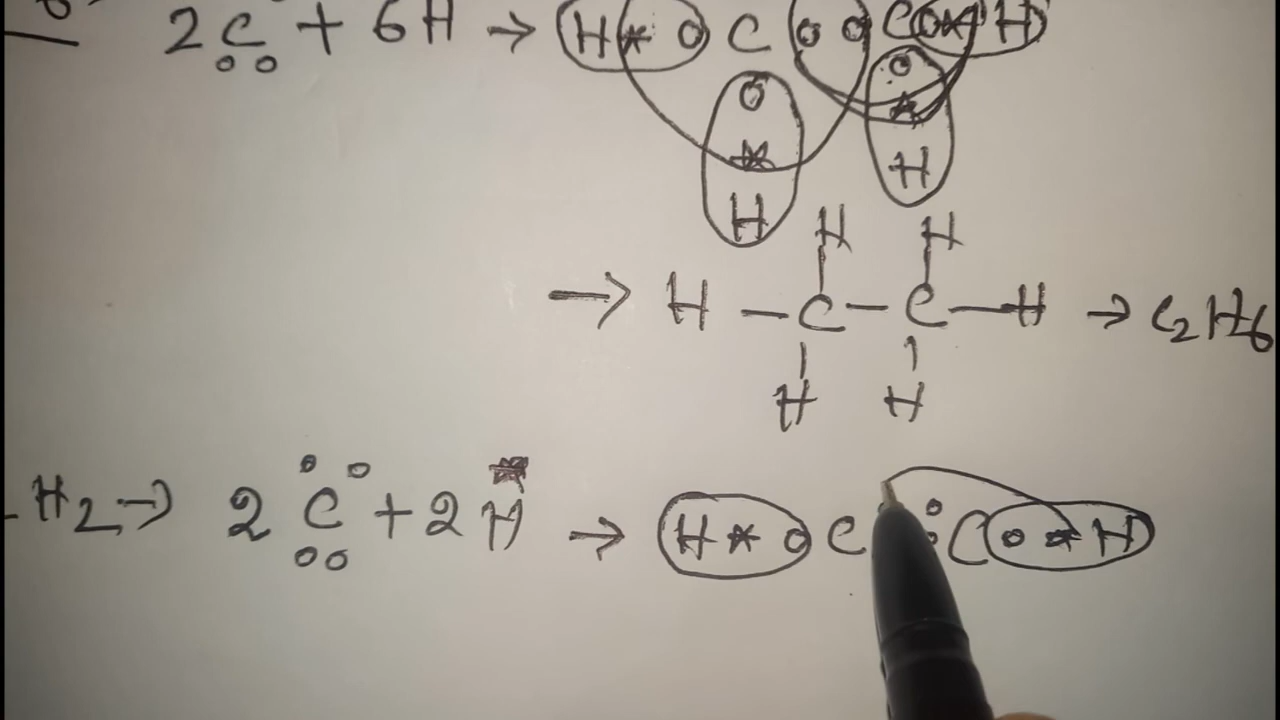 2C + 6H → H * o C o o C o * H
o o
o o
* *
H H
H H
→ H - C - C - H → C2H6
H H
H2 → 2C + 2H → H * o C C o * H